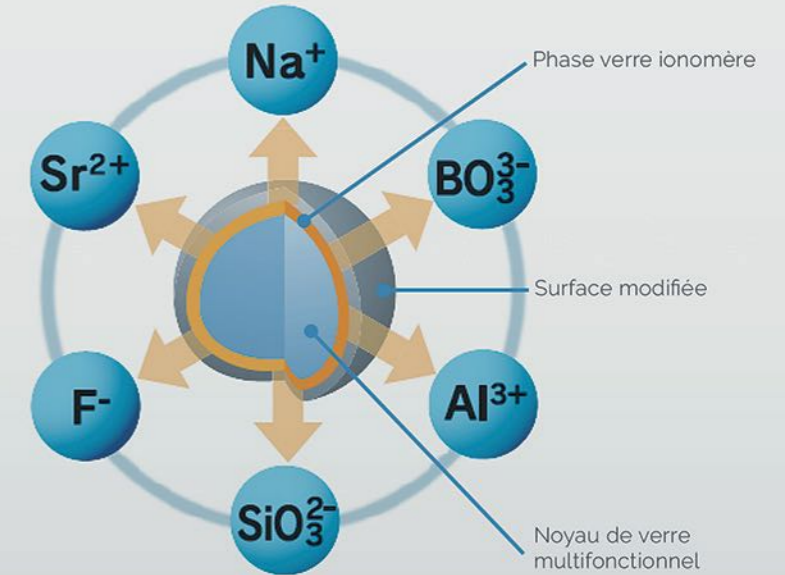 Na⁺
Phase verre ionomère
Sr²⁺
BO₃³⁻
Surface modifiée
F⁻
Al³⁺
SiO₃²⁻
Noyau de verre
multifonctionnel